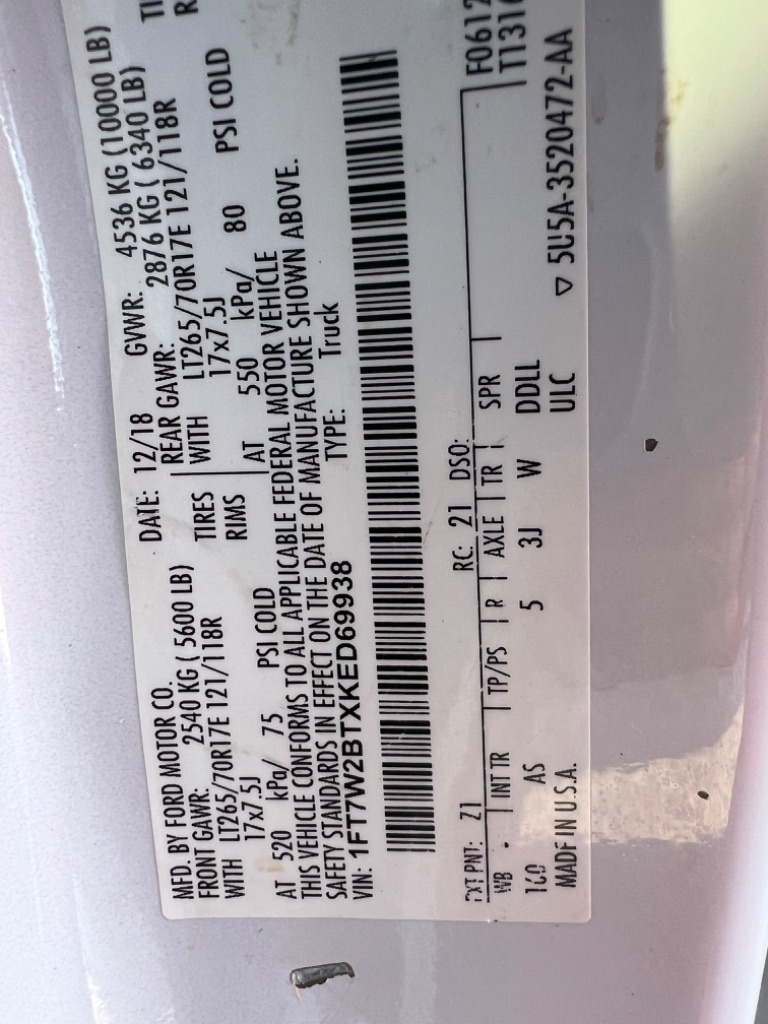 MFD. BY FORD MOTOR CO.
DATE: 12/18 GVWR: 4536 KG (10000 LB)
FRONT GAWR: 2540 KG ( 5600 LB) REAR GAWR: 2876 KG ( 6340 LB)
WITH LT265/70R17E 121/118R TIRES WITH LT265/70R17E 121/118R
17x7.5J RIMS 17x7.5J
AT 520 kPa/ 75 PSI COLD AT 550 kPa/ 80 PSI COLD
THIS VEHICLE CONFORMS TO ALL APPLICABLE FEDERAL MOTOR VEHICLE
SAFETY STANDARDS IN EFFECT ON THE DATE OF MANUFACTURE SHOWN ABOVE.
VIN: 1FT7W2BTXKED69938 TYPE: Truck
EXT PNT: Z1 RC: 21 DSO: F0612
WB INT TR TP/PS R AXLE TR SPR T1316
160 AS 5 3J W DDLL
ULC
MADE IN U.S.A. 5U5A-3520472-AA